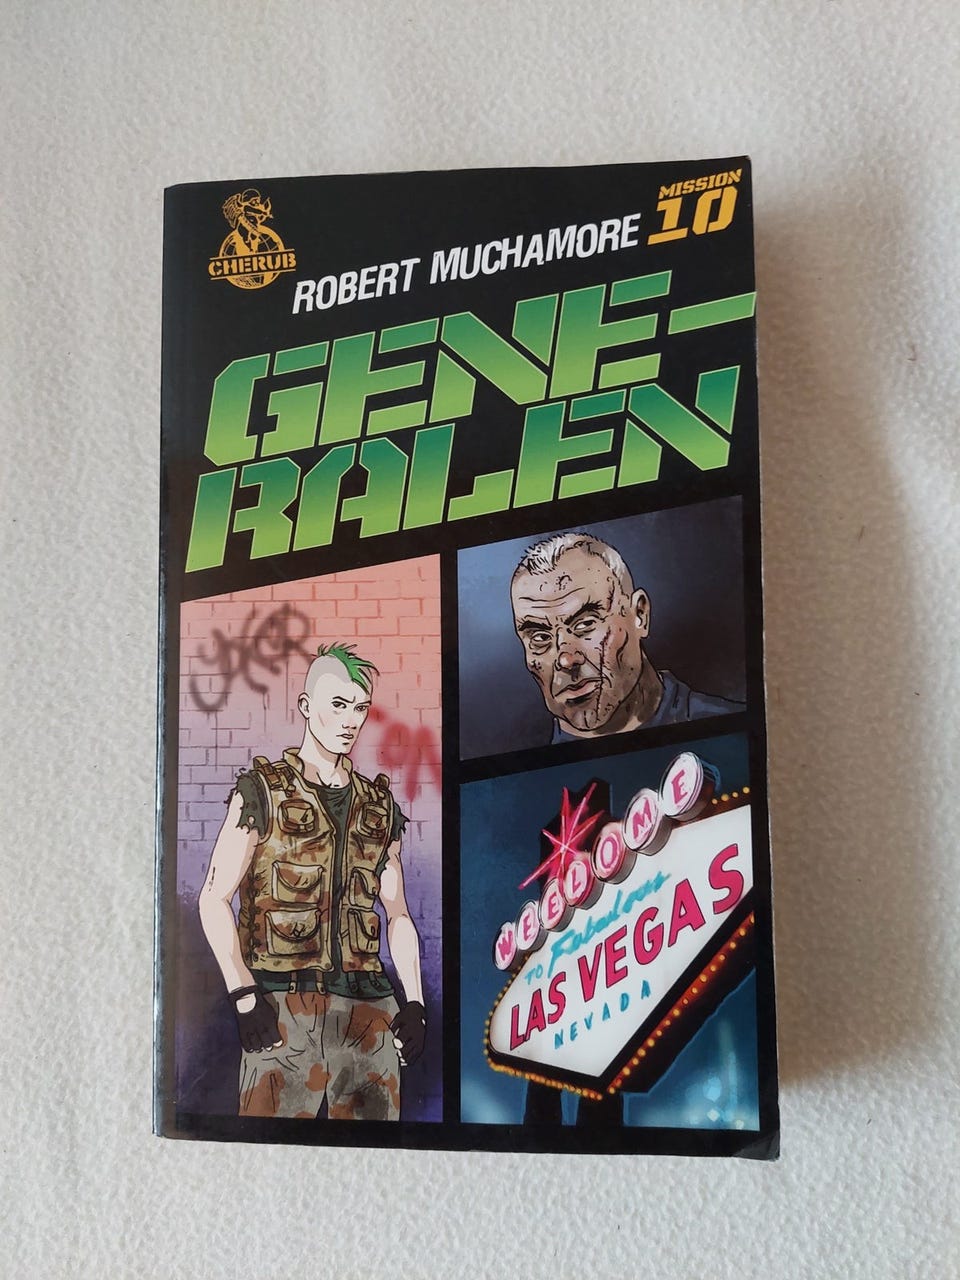 MISSION
10
CHERUB
ROBERT MUCHAMORE
GENE-
RALEN
WELCOME
TO Fabulous
LAS VEGAS
NEVADA